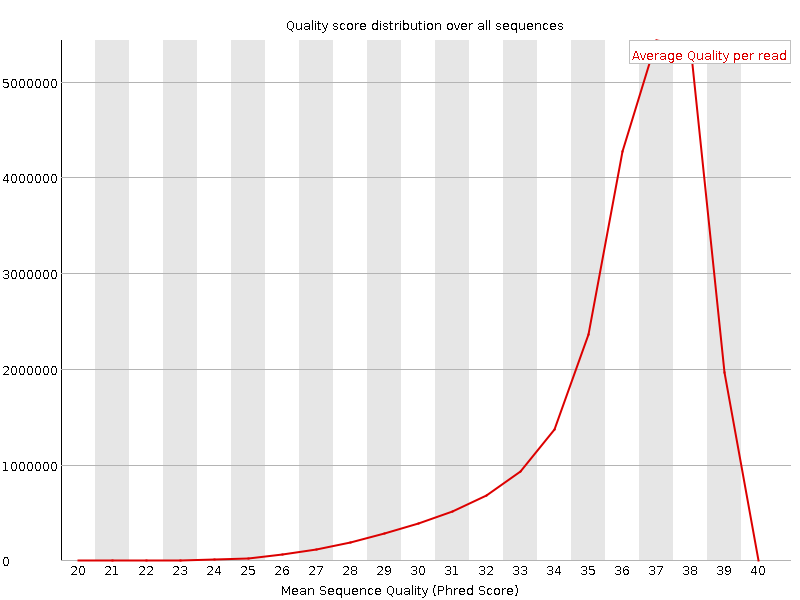 Quality score distribution over all sequences
Average Quality per read
5000000
4000000
3000000
2000000
1000000
0
20 21 22 23 24 25 26 27 28 29 30 31 32 33 34 35 36 37 38 39 40
Mean Sequence Quality (Phred Score)